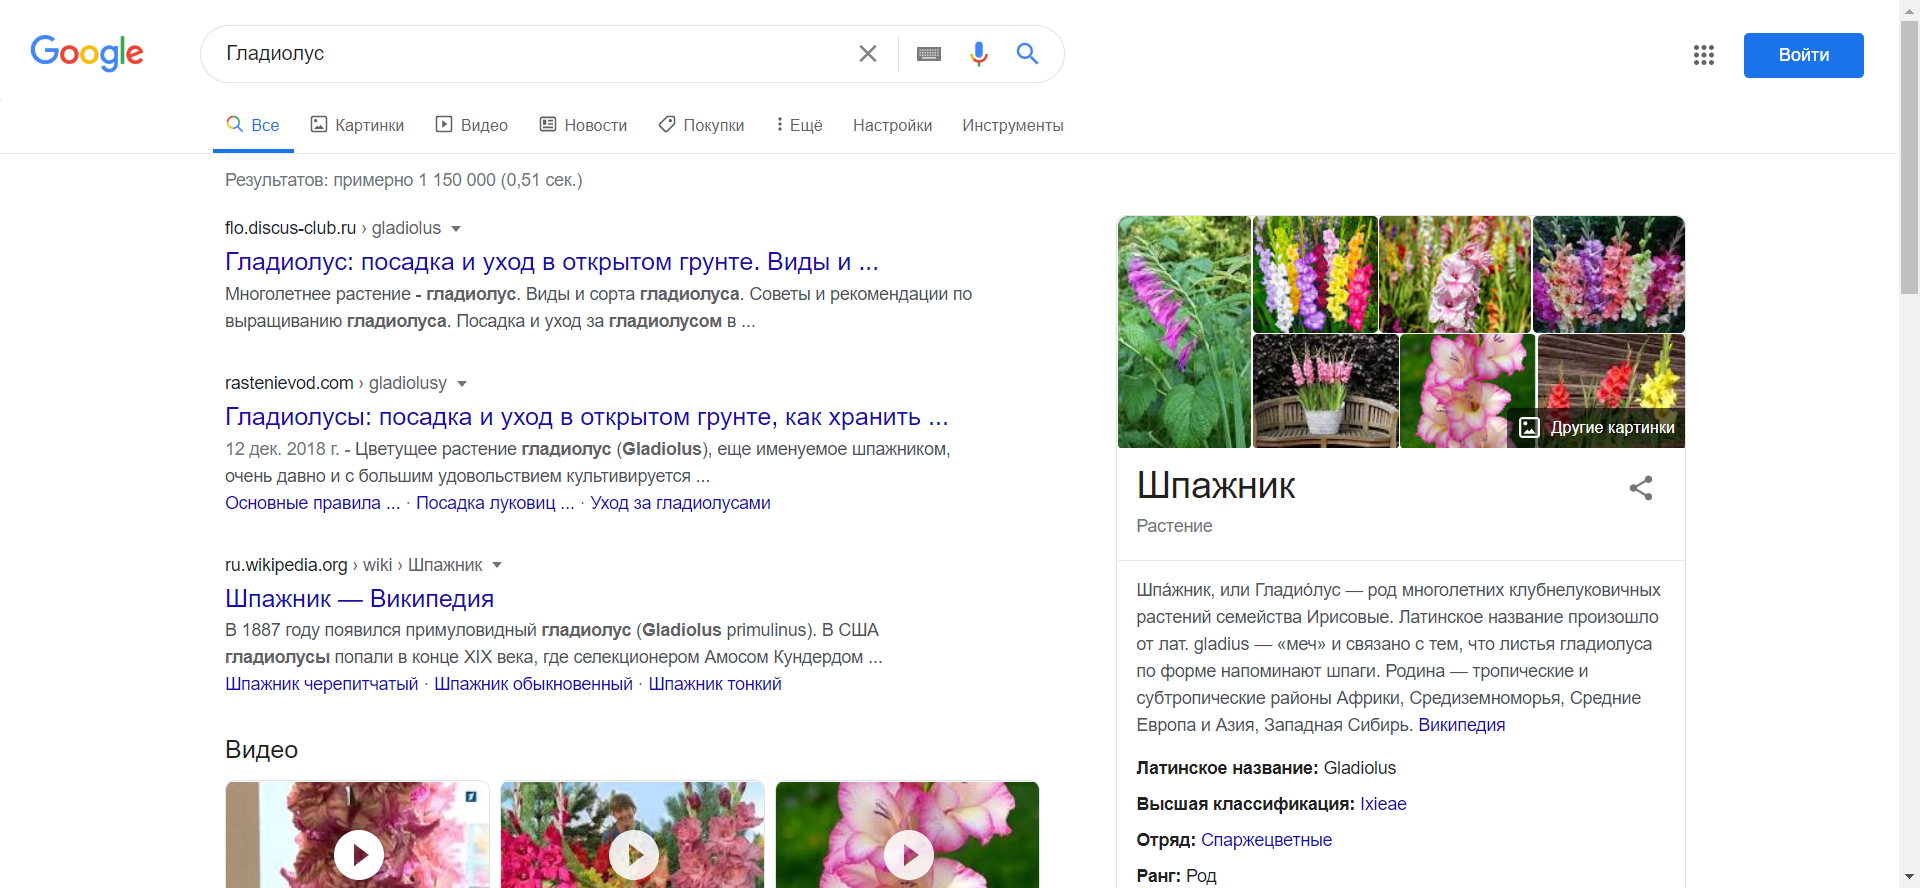 Google
Гладиолус
Войти
Все
Картинки
Видео
Новости
Покупки
Ещё
Настройки
Инструменты
Результатов: примерно 1 150 000 (0,51 сек.)
flo.discus-club.ru › gladiolus
Гладиолус: посадка и уход в открытом грунте. Виды и ...
Многолетнее растение - гладиолус. Виды и сорта гладиолуса. Советы и рекомендации по
выращиванию гладиолуса. Посадка и уход за гладиолусом в ...
rastenievod.com › gladiolusy
Гладиолусы: посадка и уход в открытом грунте, как хранить ...
12 дек. 2018 г. - Цветущее растение гладиолус (Gladiolus), еще именуемое шпажником,
очень давно и с большим удовольствием культивируется ...
Основные правила ... · Посадка луковиц ... · Уход за гладиолусами
ru.wikipedia.org › wiki › Шпажник
Шпажник — Википедия
В 1887 году появился примуловидный гладиолус (Gladiolus primulinus). В США
гладиолусы попали в конце XIX века, где селекционером Амосом Кундердом ...
Шпажник черепитчатый · Шпажник обыкновенный · Шпажник тонкий
Видео
Другие картинки
Шпажник
Растение
Шпа́жник, или Гладио́лус — род многолетних клубнелуковичных
растений семейства Ирисовые. Латинское название произошло
от лат. gladius — «меч» и связано с тем, что листья гладиолуса
по форме напоминают шпаги. Родина — тропические и
субтропические районы Африки, Средиземноморья, Средние
Европа и Азия, Западная Сибирь. Википедия
Латинское название: Gladiolus
Высшая классификация: Ixieae
Отряд: Спаржецветные
Ранг: Род